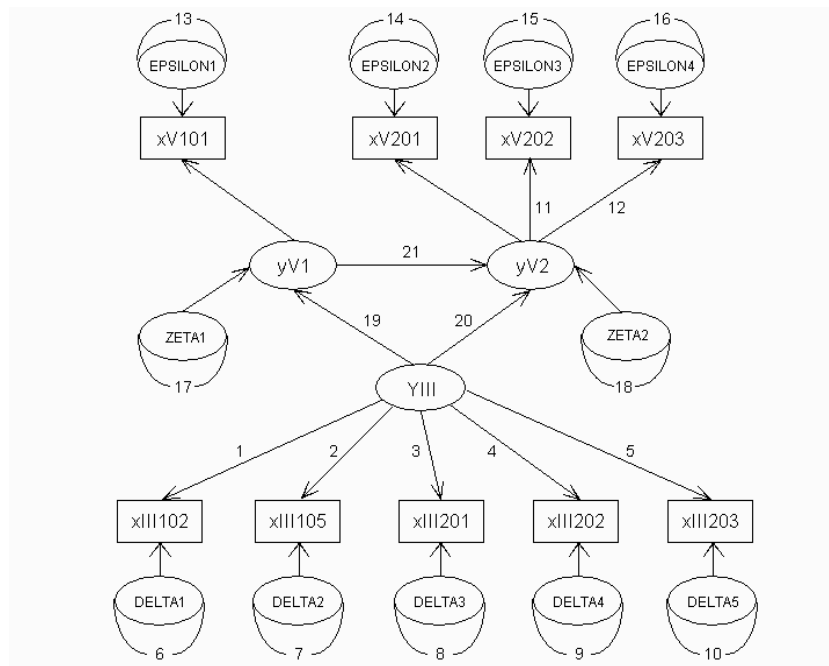 13 14 15 16
EPSILON1 EPSILON2 EPSILON3 EPSILON4
xV101 xV201 xV202 xV203
11 12
21
yV1 yV2
19 20
ZETA1 ZETA2
17 18
YIII
1 2 3 4 5
xIII102 xIII105 xIII201 xIII202 xIII203
DELTA1 DELTA2 DELTA3 DELTA4 DELTA5
6 7 8 9 10